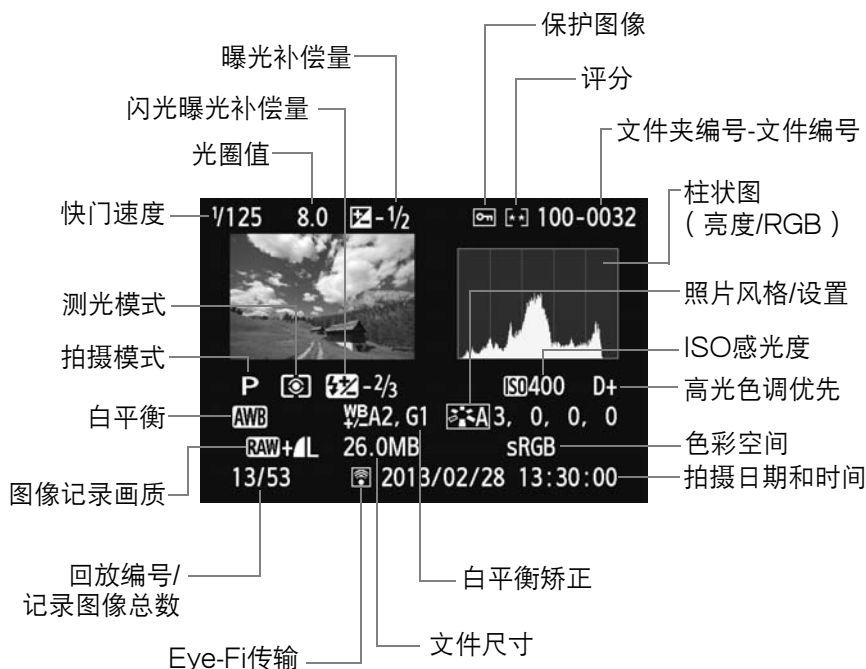 保护图像
曝光补偿量
评分
闪光曝光补偿量
文件夹编号-文件编号
光圈值
柱状图
( 亮度/RGB )
快门速度
1/125 8.0 -1/2 100-0032
照片风格/设置
测光模式
ISO感光度
拍摄模式
P -2/3 ISO400 D+
高光色调优先
白平衡
AWB WB+/-A2, G1 A3, 0, 0, 0
RAW+L 26.0MB sRGB
色彩空间
图像记录画质
13/53 2013/02/28 13:30:00
拍摄日期和时间
回放编号/
记录图像总数
白平衡矫正
文件尺寸
Eye-Fi传输